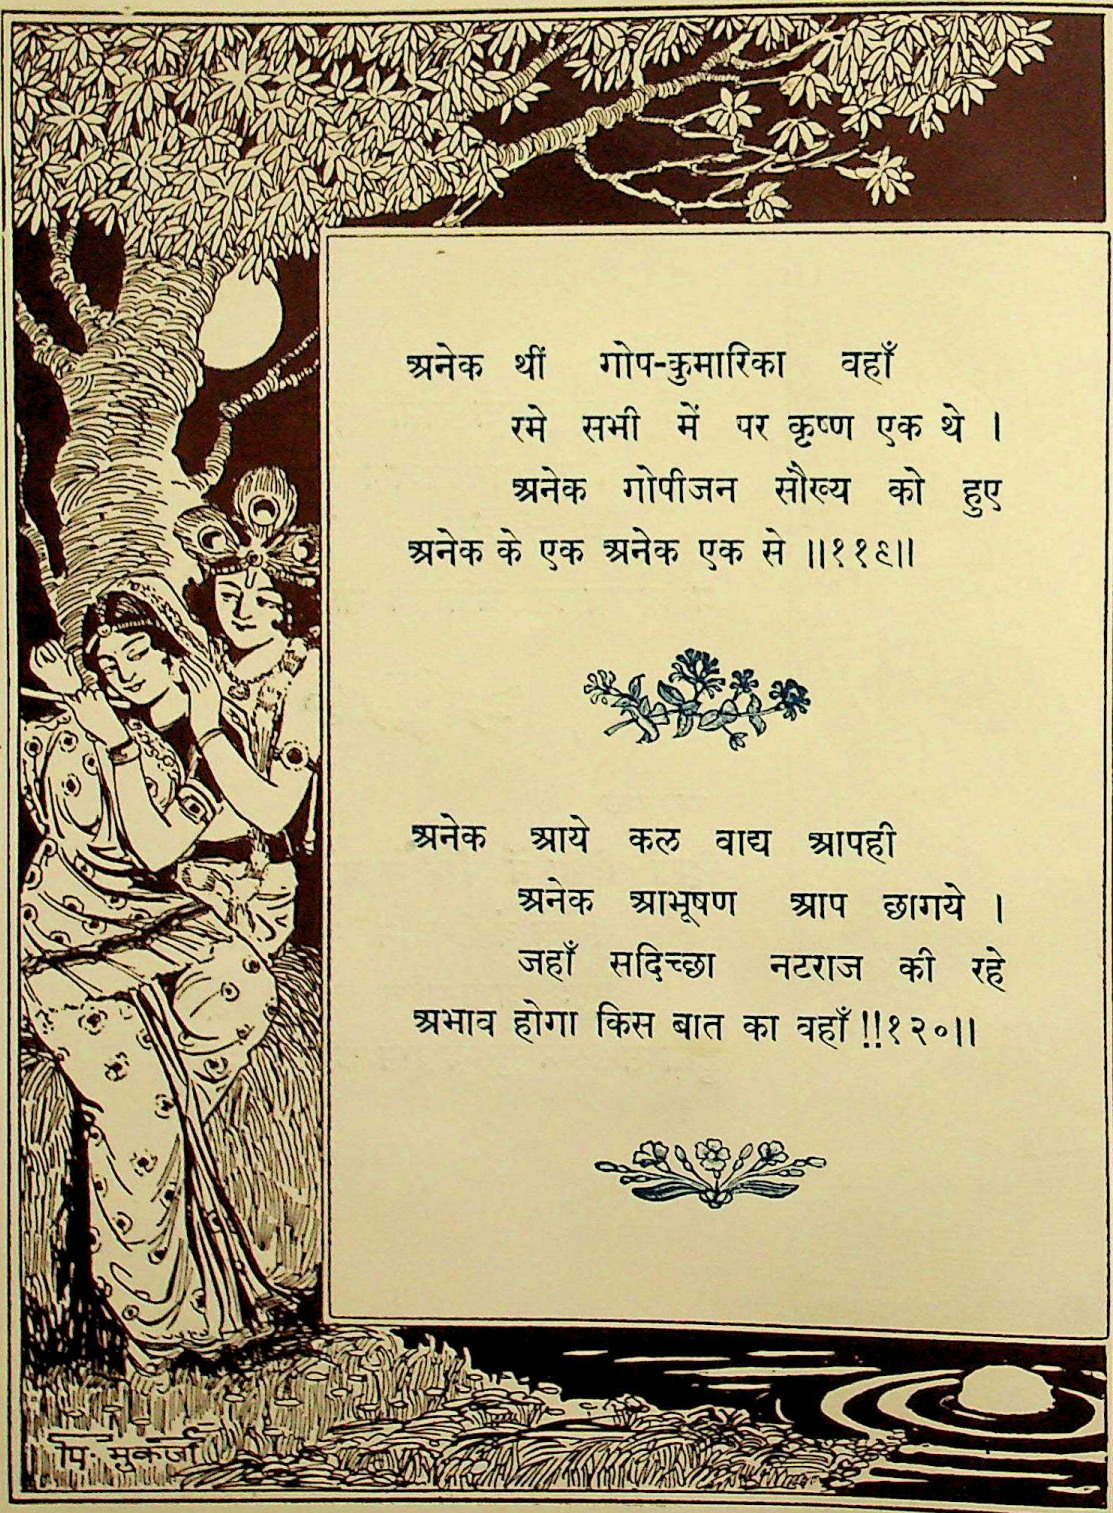 अनेक थीं गोप-कुमारिका वहाँ
रमे सभी में पर कृष्ण एक थे ।
अनेक गोपीजन सौख्य को हुए
अनेक के एक अनेक एक से ॥११९॥
अनेक आये कल वाद्य आपही
अनेक आभूषण आप छागये ।
जहाँ सदिच्छा नटराज की रहे
अभाव होगा किस बात का वहाँ !!१२०॥
पि. मुकर्जी